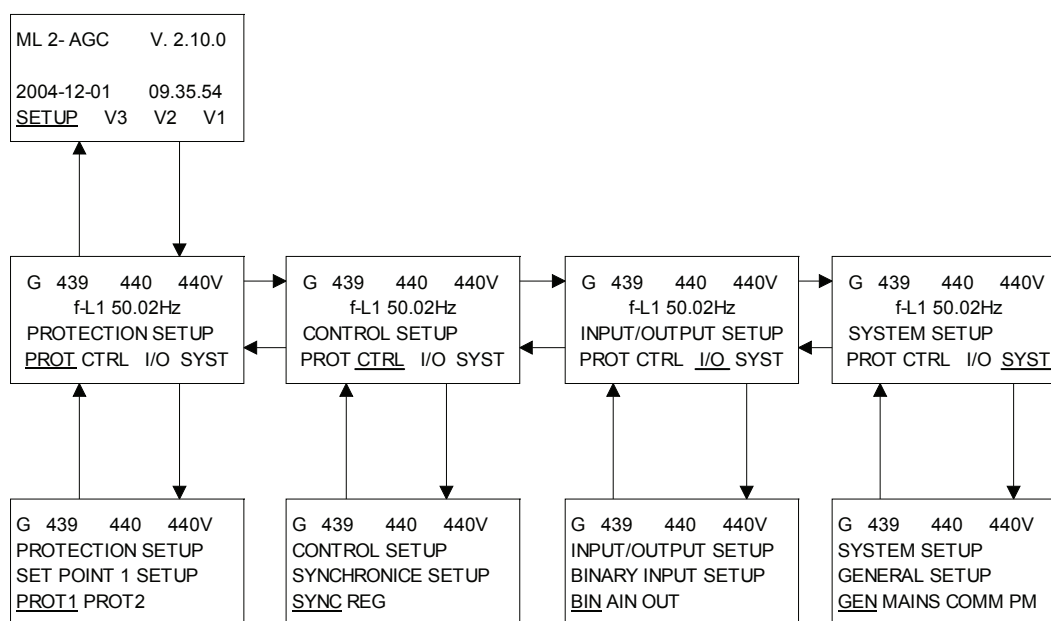 ML 2- AGC V. 2.10.0
2004-12-01 09.35.54
SETUP V3 V2 V1
G 439 440 440V
f-L1 50.02Hz
PROTECTION SETUP
PROT CTRL I/O SYST
G 439 440 440V
f-L1 50.02Hz
CONTROL SETUP
PROT CTRL I/O SYST
G 439 440 440V
f-L1 50.02Hz
INPUT/OUTPUT SETUP
PROT CTRL I/O SYST
G 439 440 440V
f-L1 50.02Hz
SYSTEM SETUP
PROT CTRL I/O SYST
G 439 440 440V
PROTECTION SETUP
SET POINT 1 SETUP
PROT1 PROT2
G 439 440 440V
CONTROL SETUP
SYNCHRONICE SETUP
SYNC REG
G 439 440 440V
INPUT/OUTPUT SETUP
BINARY INPUT SETUP
BIN AIN OUT
G 439 440 440V
SYSTEM SETUP
GENERAL SETUP
GEN MAINS COMM PM